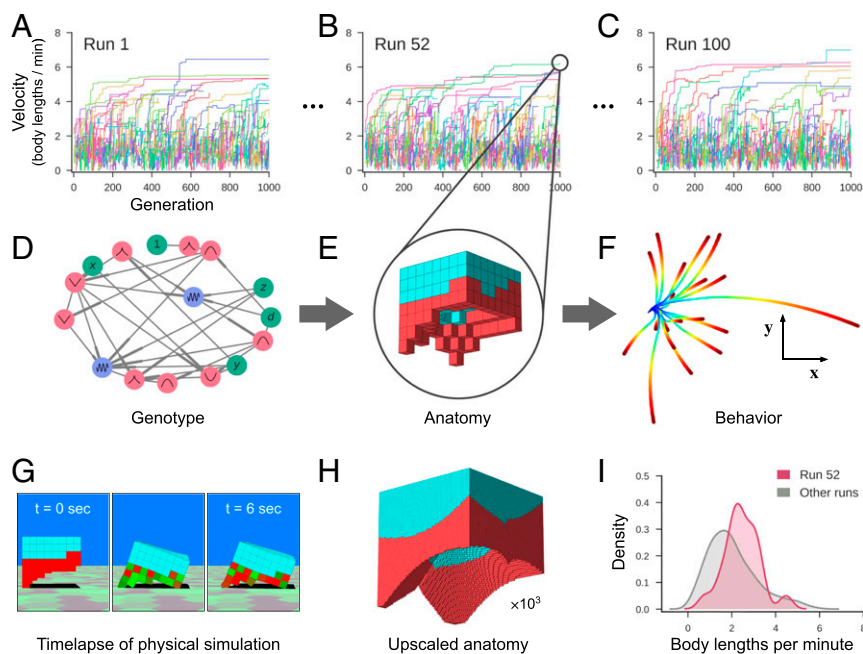 A
B
C
Run 1
Run 52
Run 100
Velocity
(body lengths / min)
8
6
4
2
0
0 200 400 600 800 1000
...
8
6
4
2
0
0 200 400 600 800 1000
...
8
6
4
2
0
0 200 400 600 800 1000
Generation
D
E
F
1
x
z
d
y
y
x
Genotype
Anatomy
Behavior
G
H
I
t = 0 sec
t = 6 sec
×10³
0.5
0.4
0.3
0.2
0.1
0.0
Density
Run 52
Other runs
0 2 4 6 8
Timelapse of physical simulation
Upscaled anatomy
Body lengths per minute